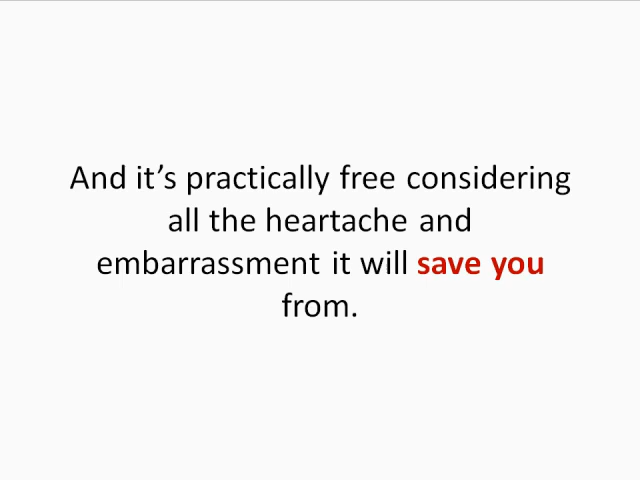 And it’s practically free considering
all the heartache and
embarrassment it will save you
from.